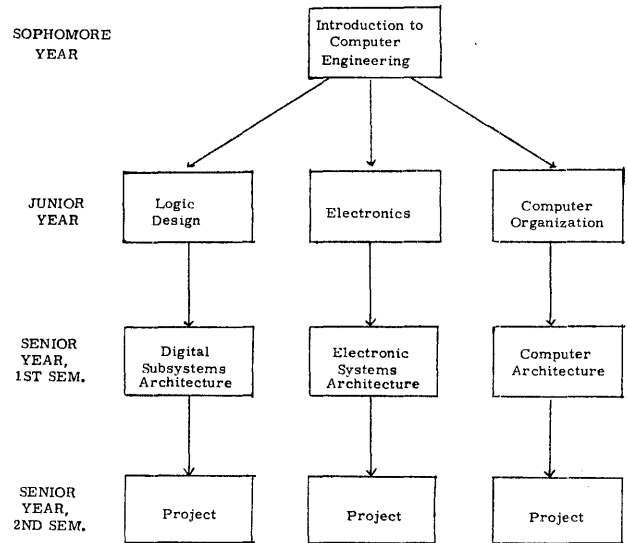 SOPHOMORE
YEAR
Introduction to
Computer
Engineering
JUNIOR
YEAR
Logic
Design
Electronics
Computer
Organization
SENIOR
YEAR,
1ST SEM.
Digital
Subsystems
Architecture
Electronic
Systems
Architecture
Computer
Architecture
SENIOR
YEAR,
2ND SEM.
Project
Project
Project